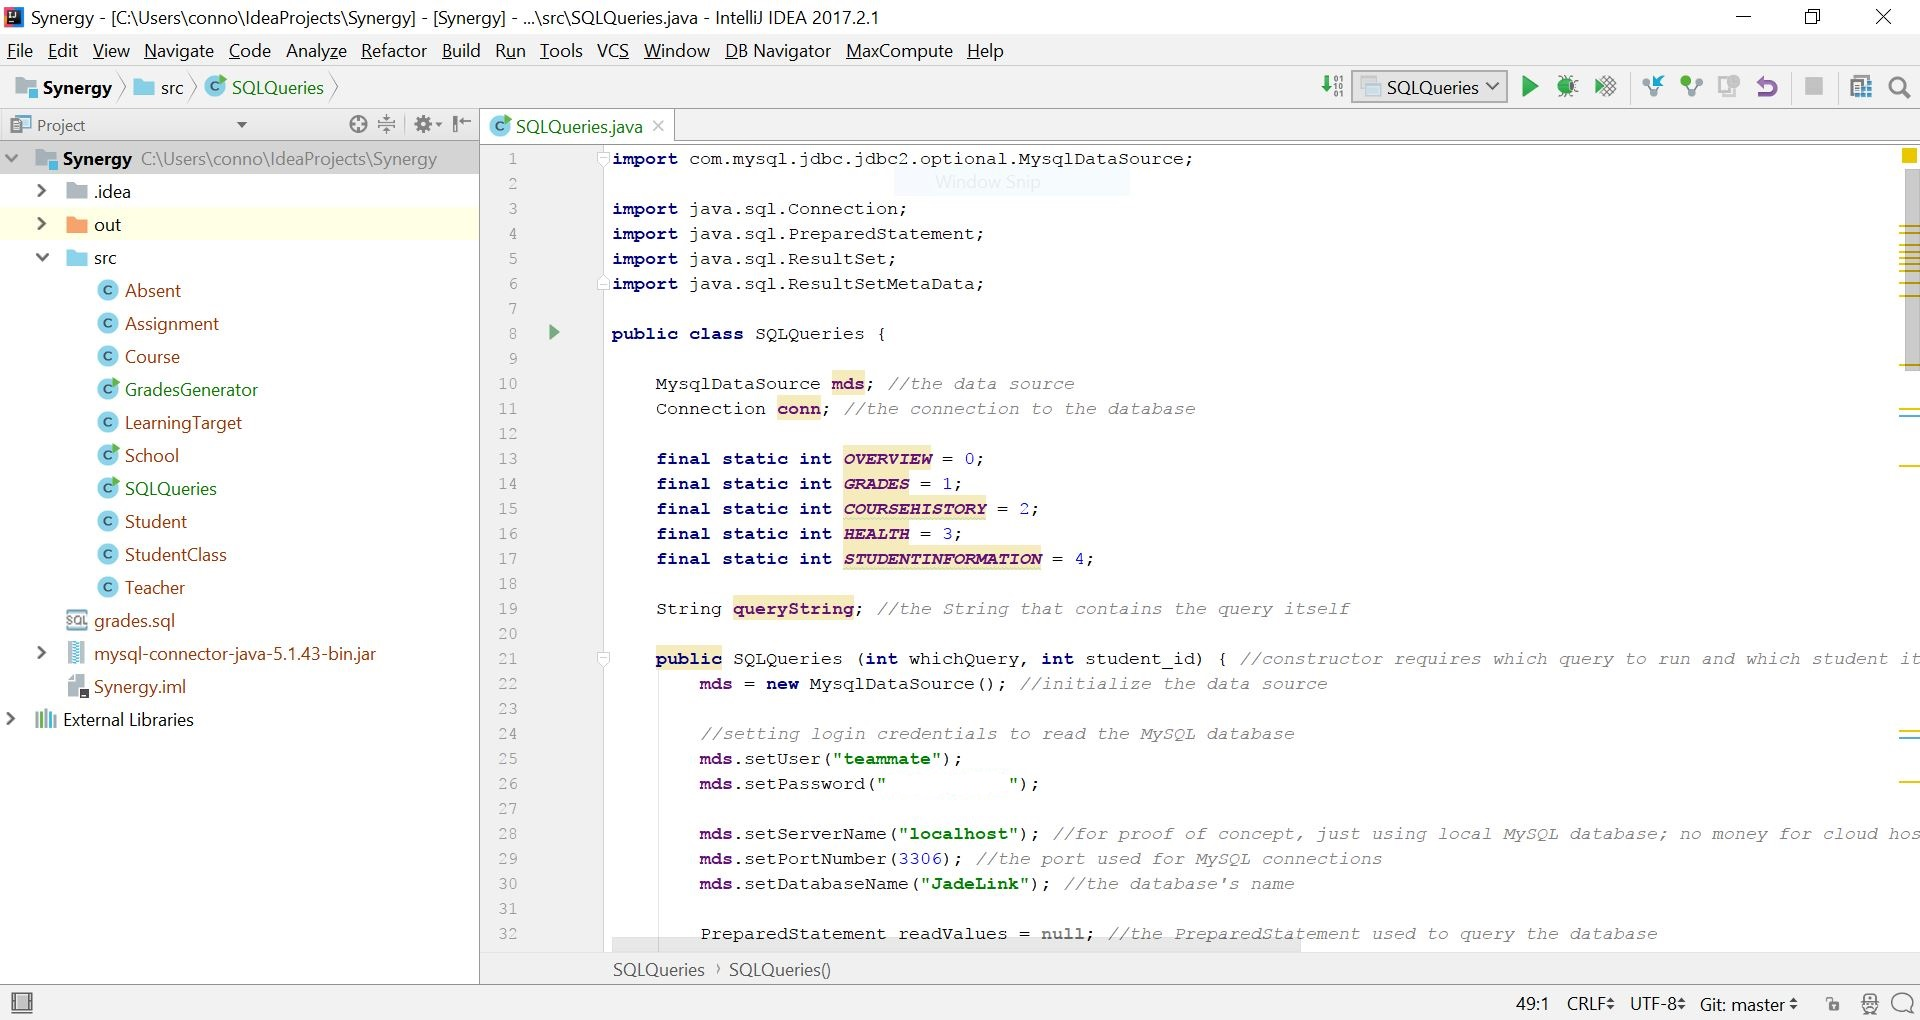 Synergy - [C:\Users\conno\IdeaProjects\Synergy] - [Synergy] - ...\src\SQLQueries.java - IntelliJ IDEA 2017.2.1
File Edit View Navigate Code Analyze Refactor Build Run Tools VCS Window DB Navigator MaxCompute Help
Synergy src SQLQueries
SQLQueries
Project
SQLQueries.java
Synergy C:\Users\conno\IdeaProjects\Synergy
.idea
out
src
Absent
Assignment
Course
GradesGenerator
LearningTarget
School
SQLQueries
Student
StudentClass
Teacher
grades.sql
mysql-connector-java-5.1.43-bin.jar
Synergy.iml
External Libraries
1 import com.mysql.jdbc.jdbc2.optional.MysqlDataSource;
2 Window Snip
3 import java.sql.Connection;
4 import java.sql.PreparedStatement;
5 import java.sql.ResultSet;
6 import java.sql.ResultSetMetaData;
7
8 public class SQLQueries {
9
10 MysqlDataSource mds; //the data source
11 Connection conn; //the connection to the database
12
13 final static int OVERVIEW = 0;
14 final static int GRADES = 1;
15 final static int COURSEHISTORY = 2;
16 final static int HEALTH = 3;
17 final static int STUDENTINFORMATION = 4;
18
19 String queryString; //the String that contains the query itself
20
21 public SQLQueries (int whichQuery, int student_id) { //constructor requires which query to run and which student it
22 mds = new MysqlDataSource(); //initialize the data source
23
24 //setting login credentials to read the MySQL database
25 mds.setUser("teammate");
26 mds.setPassword(" ");
27
28 mds.setServerName("localhost"); //for proof of concept, just using local MySQL database; no money for cloud hos
29 mds.setPortNumber(3306); //the port used for MySQL connections
30 mds.setDatabaseName("JadeLink"); //the database's name
31
32 PreparedStatement readValues = null; //the PreparedStatement used to query the database
SQLQueries › SQLQueries()
49:1 CRLF UTF-8 Git: master